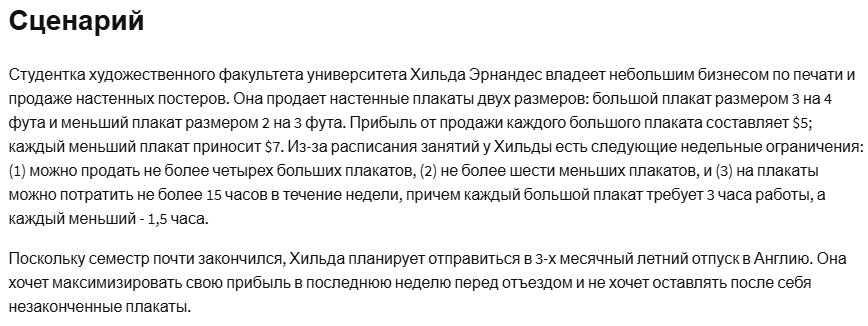 Сценарий
Студентка художественного факультета университета Хильда Эрнандес владеет небольшим бизнесом по печати и
продаже настенных постеров. Она продает настенные плакаты двух размеров: большой плакат размером 3 на 4
фута и меньший плакат размером 2 на 3 фута. Прибыль от продажи каждого большого плаката составляет $5;
каждый меньший плакат приносит $7. Из-за расписания занятий у Хильды есть следующие недельные ограничения:
(1) можно продать не более четырех больших плакатов, (2) не более шести меньших плакатов, и (3) на плакаты
можно потратить не более 15 часов в течение недели, причем каждый большой плакат требует 3 часа работы, а
каждый меньший - 1,5 часа.
Поскольку семестр почти закончился, Хильда планирует отправиться в 3-х месячный летний отпуск в Англию. Она
хочет максимизировать свою прибыль в последнюю неделю перед отъездом и не хочет оставлять после себя
незаконченные плакаты.